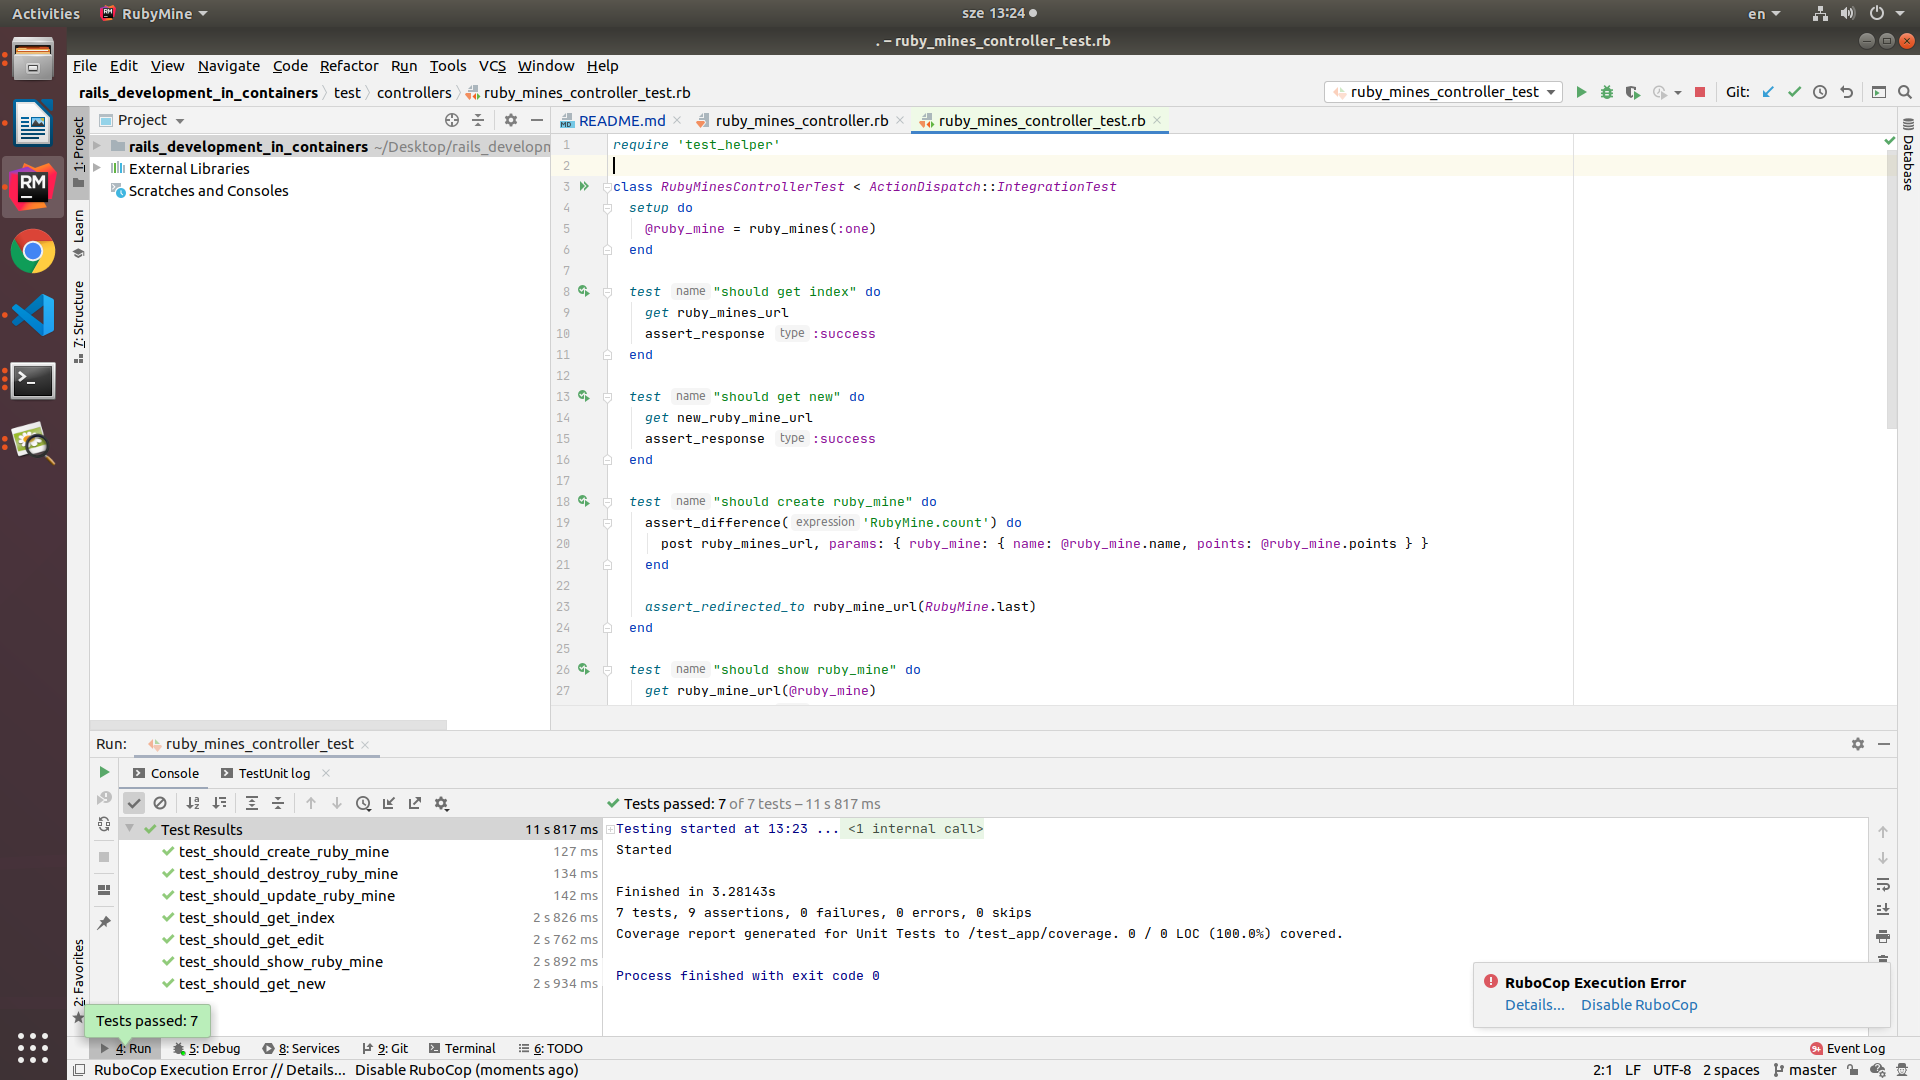 Activities RubyMine sze 13:24 en
. – ruby_mines_controller_test.rb
File Edit View Navigate Code Refactor Run Tools VCS Window Help
rails_development_in_containers test controllers ruby_mines_controller_test.rb ruby_mines_controller_test Git:
1: Project
Learn
7: Structure
2: Favorites
Project
rails_development_in_containers ~/Desktop/rails_developm
External Libraries
Scratches and Consoles
README.md ruby_mines_controller.rb ruby_mines_controller_test.rb
Database
1 require 'test_helper'
2
3 class RubyMinesControllerTest < ActionDispatch::IntegrationTest
4 setup do
5 @ruby_mine = ruby_mines(:one)
6 end
7
8 test name "should get index" do
9 get ruby_mines_url
10 assert_response type :success
11 end
12
13 test name "should get new" do
14 get new_ruby_mine_url
15 assert_response type :success
16 end
17
18 test name "should create ruby_mine" do
19 assert_difference( expression 'RubyMine.count') do
20 post ruby_mines_url, params: { ruby_mine: { name: @ruby_mine.name, points: @ruby_mine.points } }
21 end
22
23 assert_redirected_to ruby_mine_url(RubyMine.last)
24 end
25
26 test name "should show ruby_mine" do
27 get ruby_mine_url(@ruby_mine)
Run: ruby_mines_controller_test
Console TestUnit log
Tests passed: 7 of 7 tests – 11 s 817 ms
Test Results 11 s 817 ms
test_should_create_ruby_mine 127 ms
test_should_destroy_ruby_mine 134 ms
test_should_update_ruby_mine 142 ms
test_should_get_index 2 s 826 ms
test_should_get_edit 2 s 762 ms
test_should_show_ruby_mine 2 s 892 ms
test_should_get_new 2 s 934 ms
Testing started at 13:23 ... <1 internal call>
Started
Finished in 3.28143s
7 tests, 9 assertions, 0 failures, 0 errors, 0 skips
Coverage report generated for Unit Tests to /test_app/coverage. 0 / 0 LOC (100.0%) covered.
Process finished with exit code 0
RuboCop Execution Error
Details... Disable RuboCop
Tests passed: 7
4: Run 5: Debug 8: Services 9: Git Terminal 6: TODO 9+ Event Log
RuboCop Execution Error // Details... Disable RuboCop (moments ago) 2:1 LF UTF-8 2 spaces master